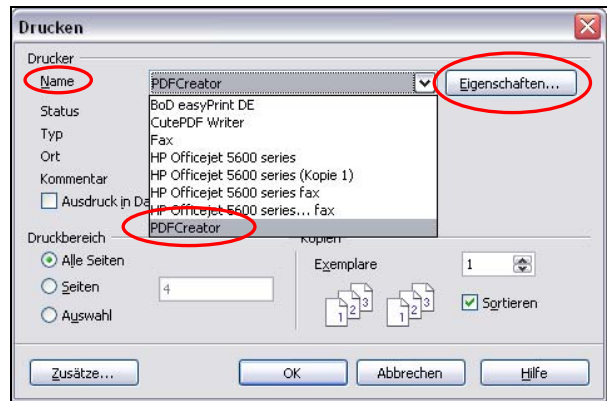 Drucken
Drucker
Name
PDFCreator
Eigenschaften...
BoD easyPrint DE
Status
CutePDF Writer
Fax
Typ
HP Officejet 5600 series
Ort
HP Officejet 5600 series (Kopie 1)
Kommentar
HP Officejet 5600 series fax
Ausdruck in Da
HP Officejet 5600 series... fax
PDFCreator
Druckbereich
Kopien
Alle Seiten
Exemplare
1
Seiten
4
1 2 3 1 2 3
Sortieren
Auswahl
Zusätze...
OK
Abbrechen
Hilfe